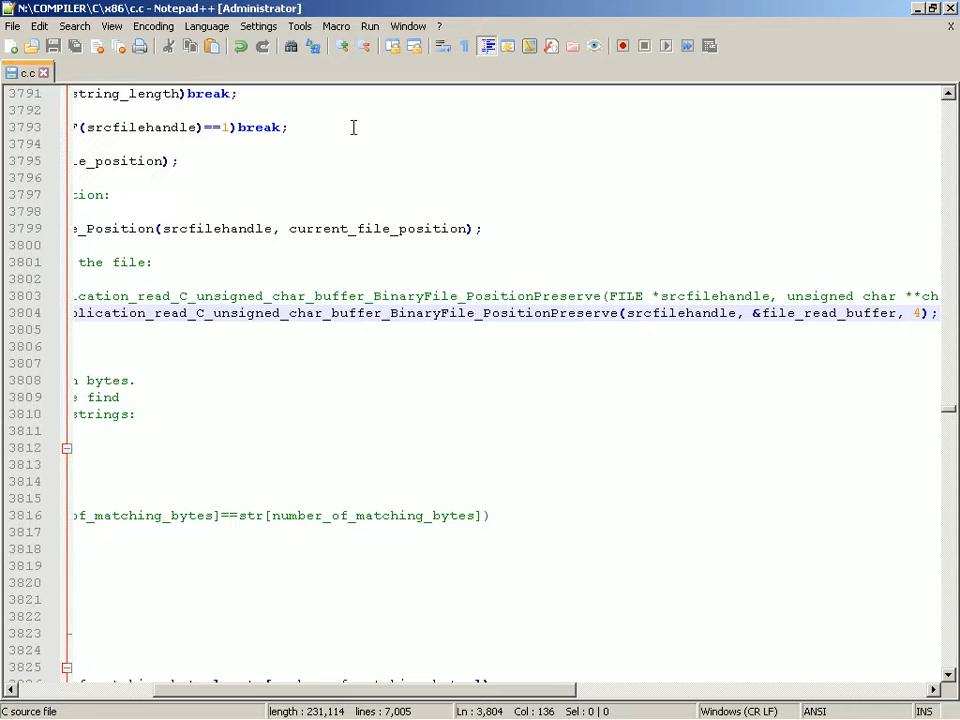 N:\COMPILER\C\x86\c.c - Notepad++ [Administrator]
File Edit Search View Encoding Language Settings Tools Macro Run Window ? X
c.c
3791 string_length)break;
3792
3793 (srcfilehandle)==1)break;
3794
3795 le_position);
3796
3797 tion:
3798
3799 e_Position(srcfilehandle, current_file_position);
3800
3801 the file:
3802
3803 ication_read_C_unsigned_char_buffer_BinaryFile_PositionPreserve(FILE *srcfilehandle, unsigned char **ch
3804 plication_read_C_unsigned_char_buffer_BinaryFile_PositionPreserve(srcfilehandle, &file_read_buffer, 4);
3805
3806
3807
3808 n bytes.
3809 e find
3810 strings:
3811
3812
3813
3814
3815
3816 of_matching_bytes]==str[number_of_matching_bytes])
3817
3818
3819
3820
3821
3822
3823
3824
3825
C source file length : 231,114 lines : 7,005 Ln : 3,804 Col : 136 Sel : 0 | 0 Windows (CR LF) ANSI INS